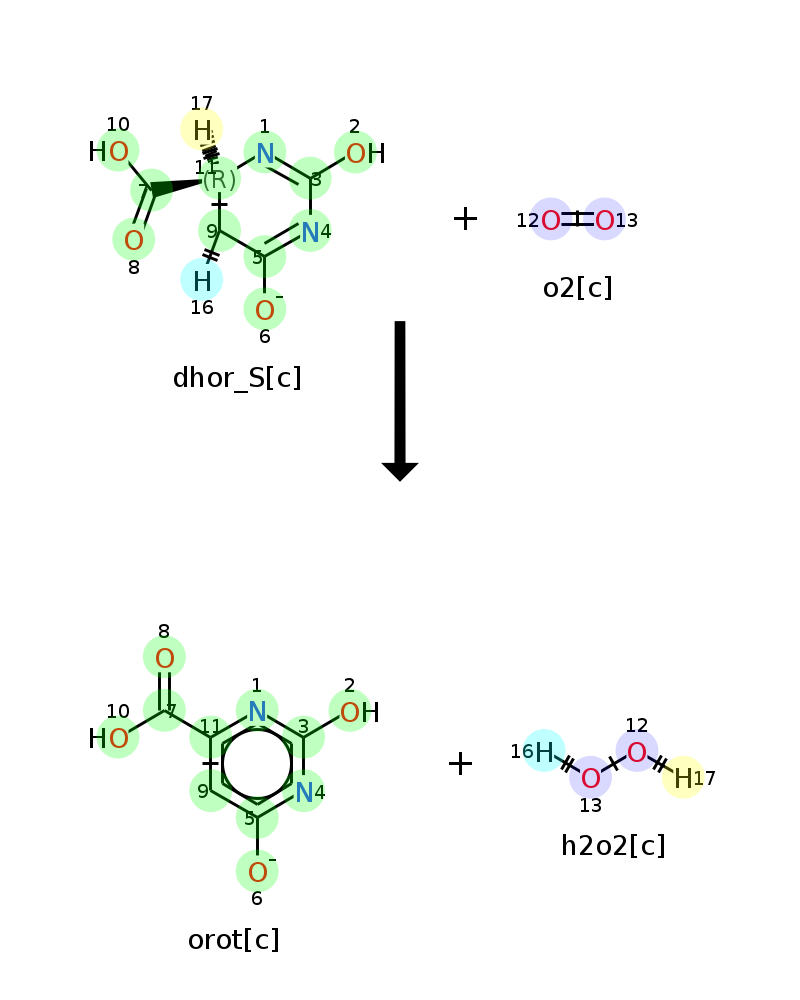 17
H
10
HO
11
1
N
2
OH
7
(R)
3
9
N4
O
8
5
H
16
O-
6
12O
O13
+
o2[c]
dhor_S[c]
8
O
10
HO
7
1
N
2
OH
11
3
9
N4
5
O-
6
+
12
16H
O
O
H17
13
h2o2[c]
orot[c]